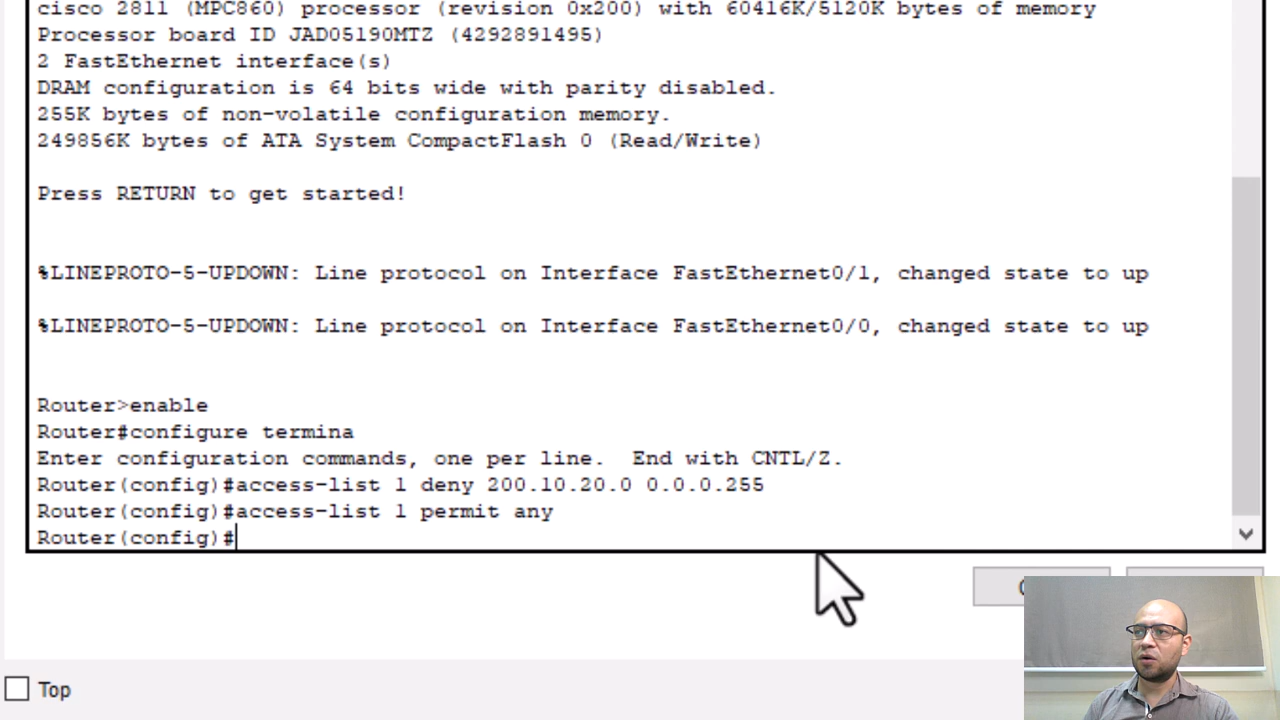 cisco 2811 (MPC860) processor (revision 0x200) with 60416K/5120K bytes of memory
Processor board ID JAD05190MTZ (4292891495)
2 FastEthernet interface(s)
DRAM configuration is 64 bits wide with parity disabled.
255K bytes of non-volatile configuration memory.
249856K bytes of ATA System CompactFlash 0 (Read/Write)
Press RETURN to get started!
%LINEPROTO-5-UPDOWN: Line protocol on Interface FastEthernet0/1, changed state to up
%LINEPROTO-5-UPDOWN: Line protocol on Interface FastEthernet0/0, changed state to up
Router>enable
Router#configure termina
Enter configuration commands, one per line.  End with CNTL/Z.
Router(config)#access-list 1 deny 200.10.20.0 0.0.0.255
Router(config)#access-list 1 permit any
Router(config)#
Top